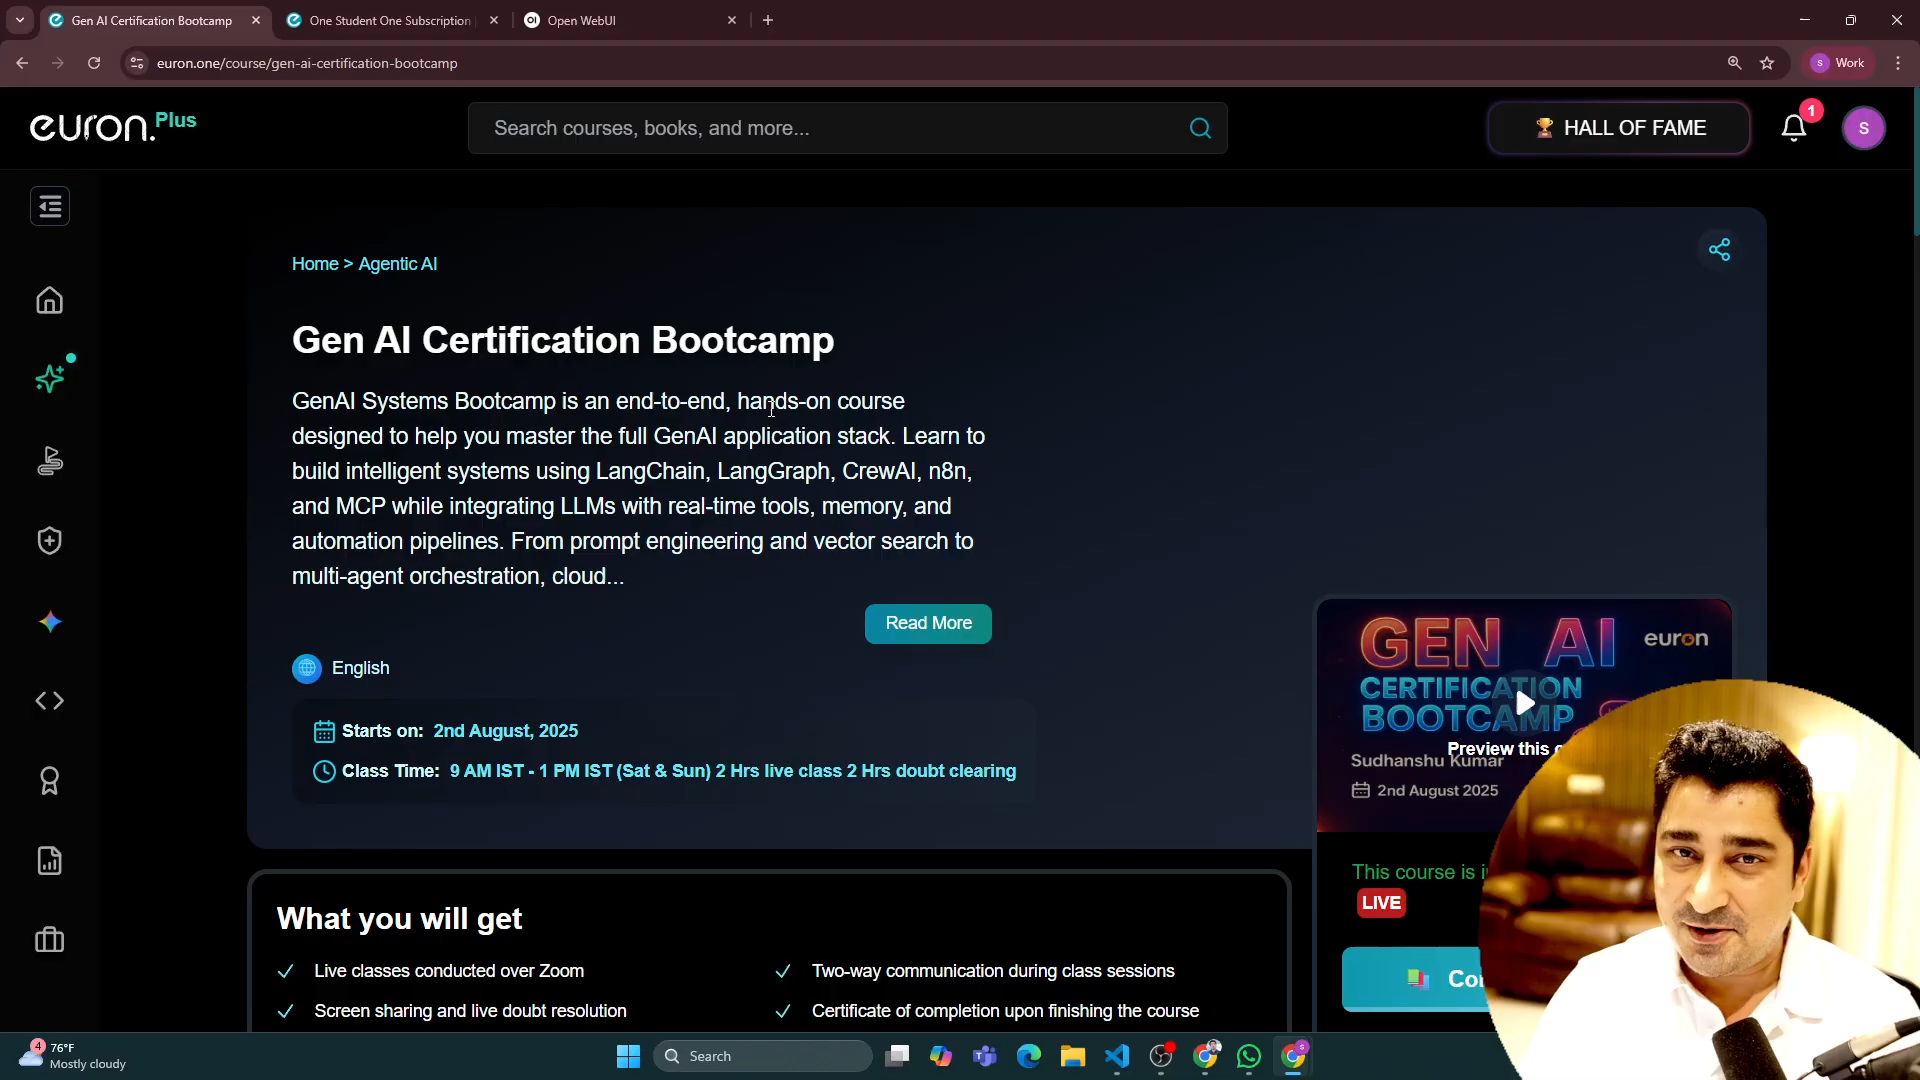 Gen AI Certification Bootcamp
One Student One Subscription
OI
Open WebUI
euron.one/course/gen-ai-certification-bootcamp
S
Work
euron.Plus
Search courses, books, and more...
HALL OF FAME
1
S
Home > Agentic AI
Gen AI Certification Bootcamp
GenAI Systems Bootcamp is an end-to-end, hands-on course
designed to help you master the full GenAI application stack. Learn to
build intelligent systems using LangChain, LangGraph, CrewAI, n8n,
and MCP while integrating LLMs with real-time tools, memory, and
automation pipelines. From prompt engineering and vector search to
multi-agent orchestration, cloud...
Read More
English
Starts on: 2nd August, 2025
Class Time: 9 AM IST - 1 PM IST (Sat & Sun) 2 Hrs live class 2 Hrs doubt clearing
GEN AI
euron
CERTIFICATION
BOOTCAMP
Preview this
Sudhanshu Kumar
2nd August 2025
This course is
LIVE
What you will get
Live classes conducted over Zoom
Two-way communication during class sessions
Screen sharing and live doubt resolution
Certificate of completion upon finishing the course
4
76°F
Mostly cloudy
Search